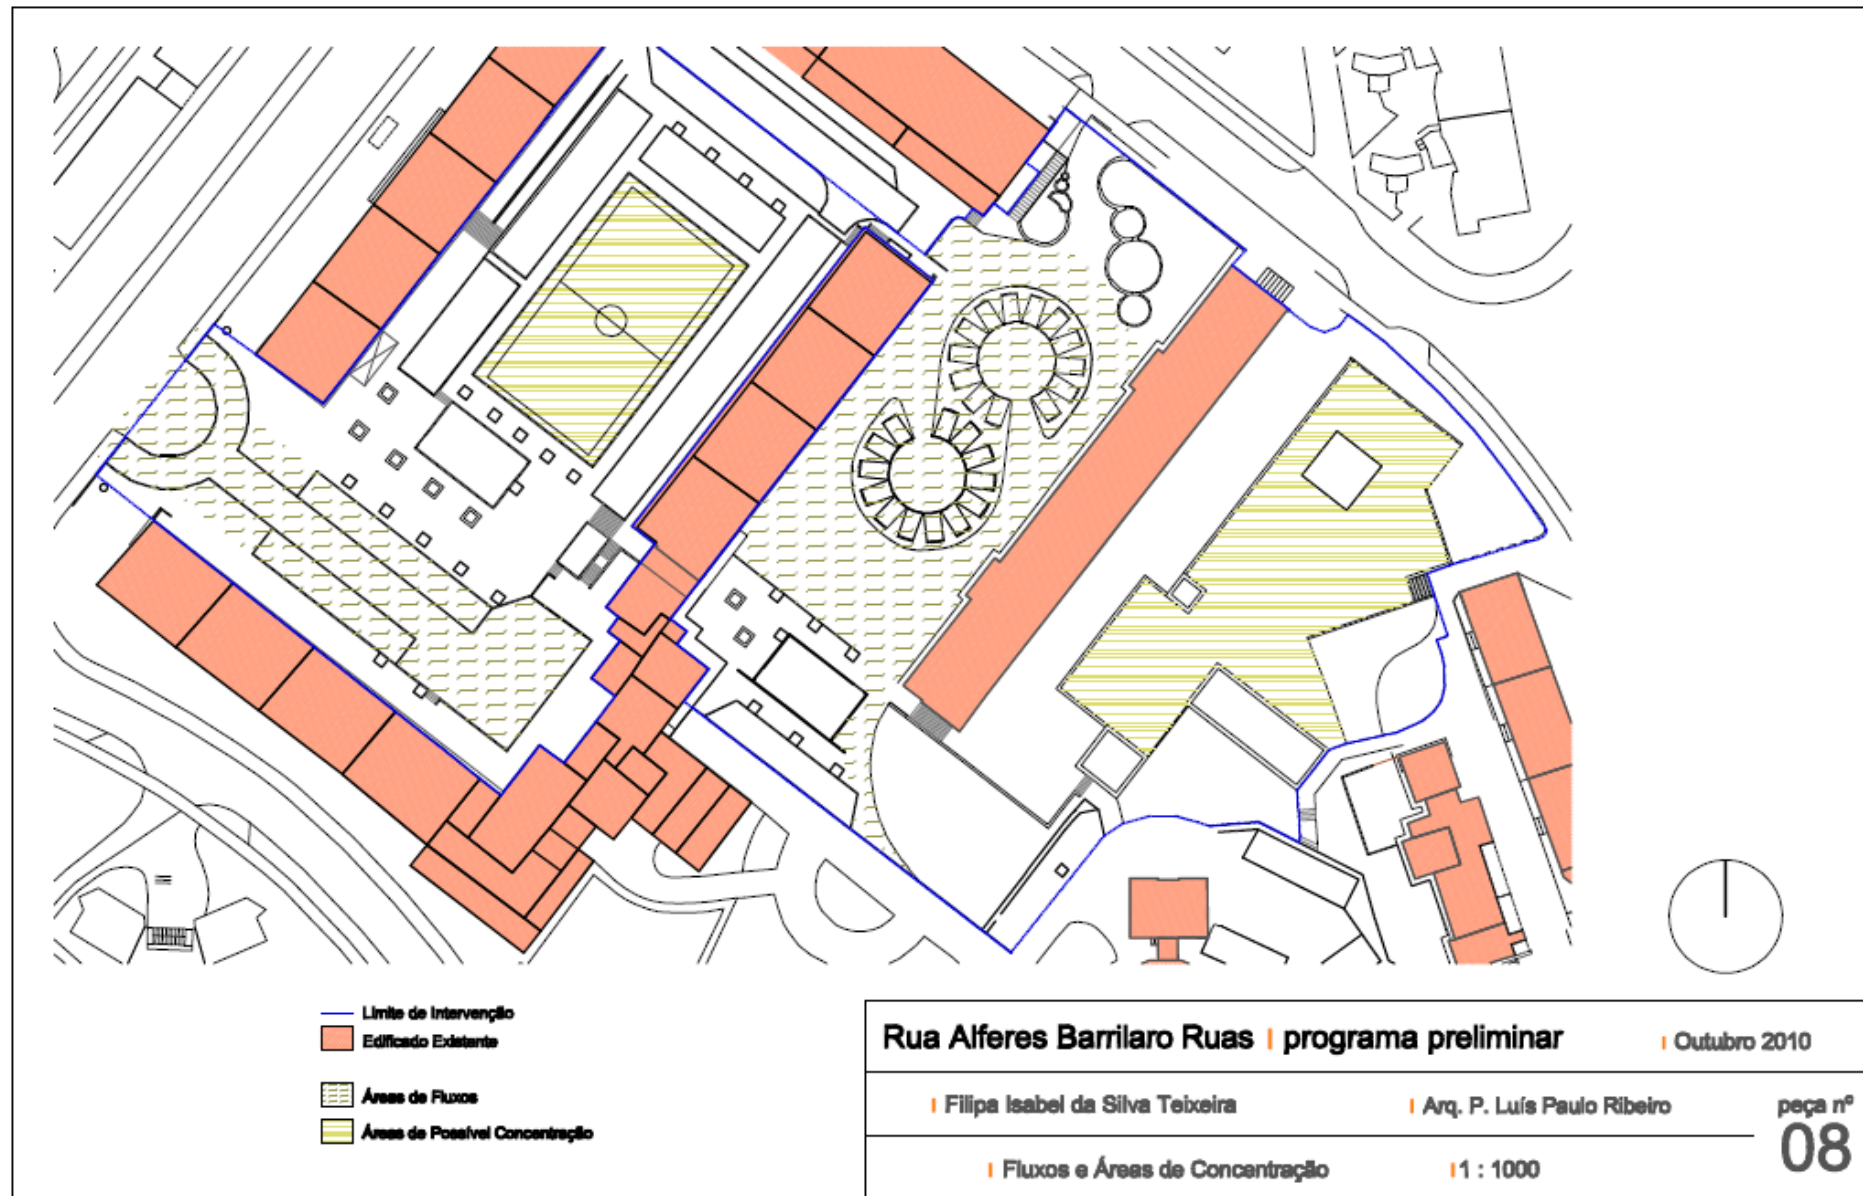 Limite de Intervenção
Edificado Existente
Áreas de Fluxos
Áreas de Possível Concentração
Rua Alferes Barrilaro Ruas | programa preliminar | Outubro 2010
| Filipa Isabel da Silva Teixeira | Arq. P. Luís Paulo Ribeiro
peça nº
08
| Fluxos e Áreas de Concentração | 1 : 1000